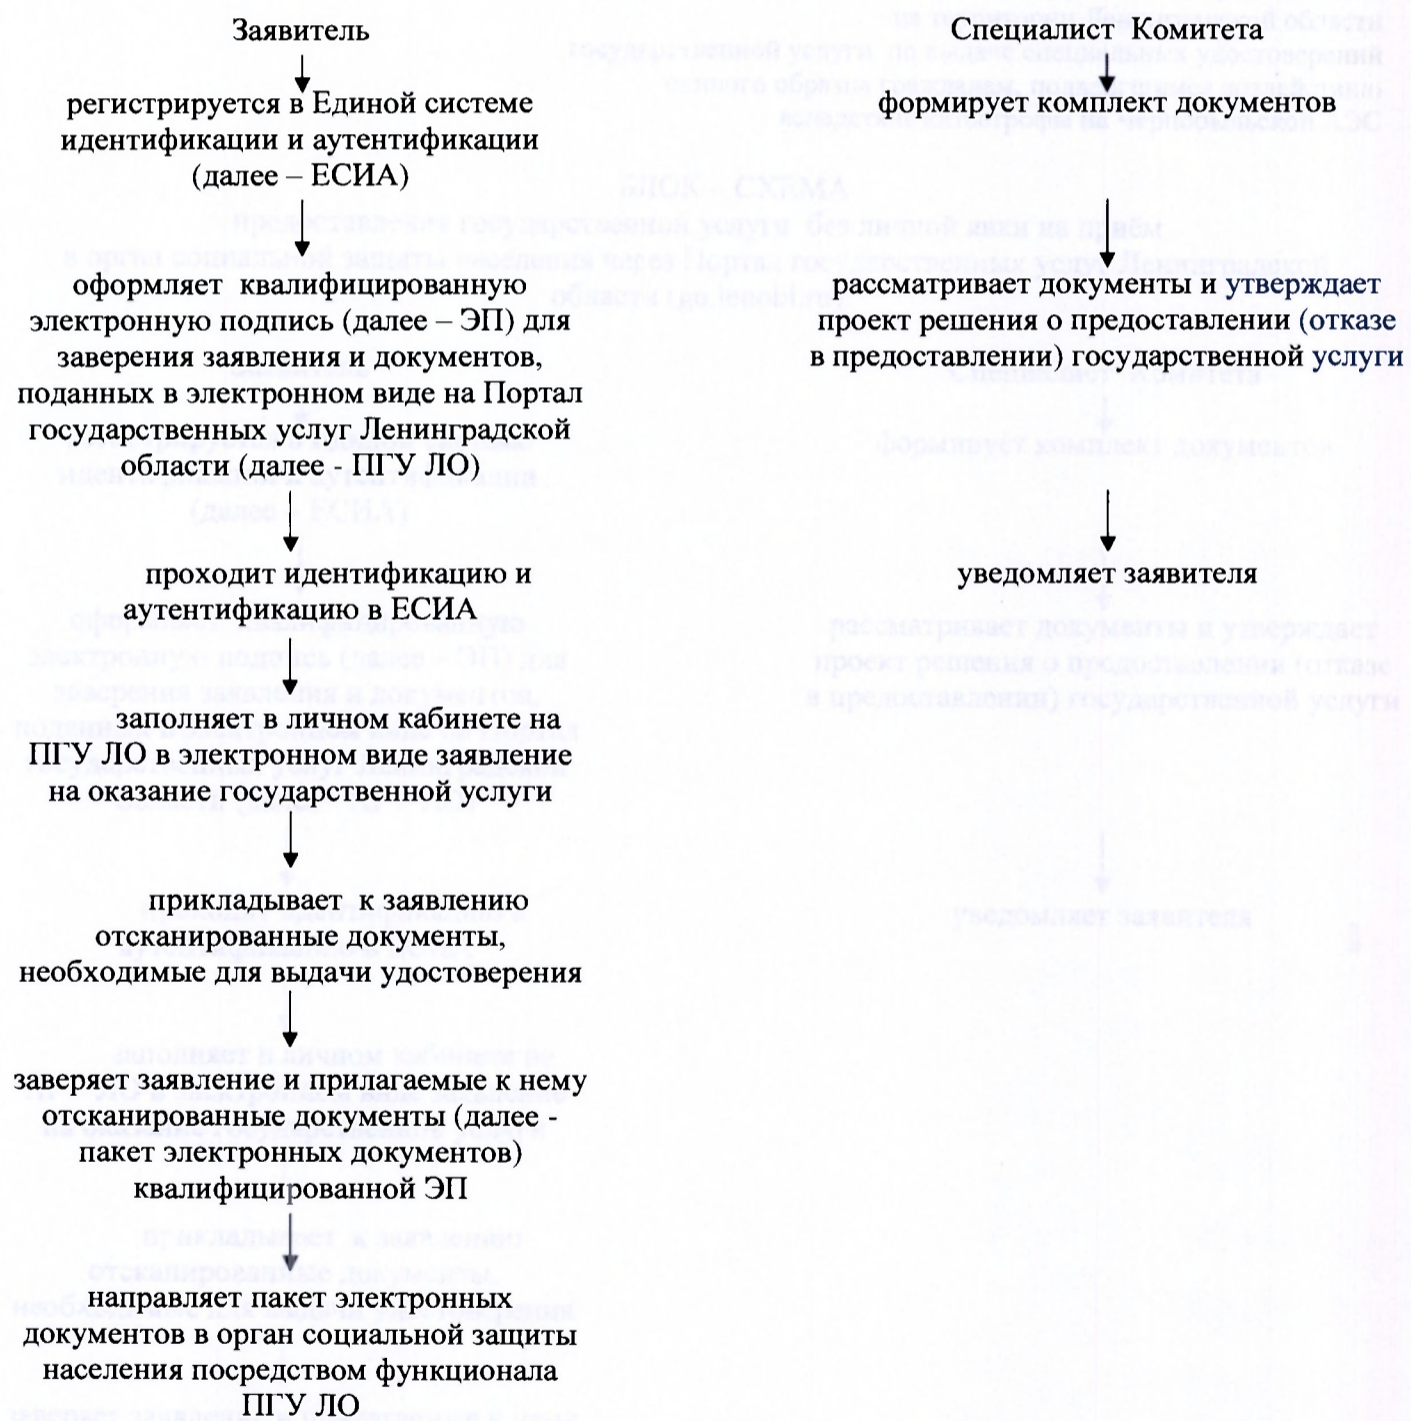 Заявитель
регистрируется в Единой системе
идентификации и аутентификации
(далее – ЕСИА)
оформляет квалифицированную
электронную подпись (далее – ЭП) для
заверения заявления и документов,
поданных в электронном виде на Портал
государственных услуг Ленинградской
области (далее - ПГУ ЛО)
проходит идентификацию и
аутентификацию в ЕСИА
заполняет в личном кабинете на
ПГУ ЛО в электронном виде заявление
на оказание государственной услуги
прикладывает к заявлению
отсканированные документы,
необходимые для выдачи удостоверения
заверяет заявление и прилагаемые к нему
отсканированные документы (далее -
пакет электронных документов)
квалифицированной ЭП
направляет пакет электронных
документов в орган социальной защиты
населения посредством функционала
ПГУ ЛО
Специалист Комитета
формирует комплект документов
рассматривает документы и утверждает
проект решения о предоставлении (отказе
в предоставлении) государственной услуги
уведомляет заявителя